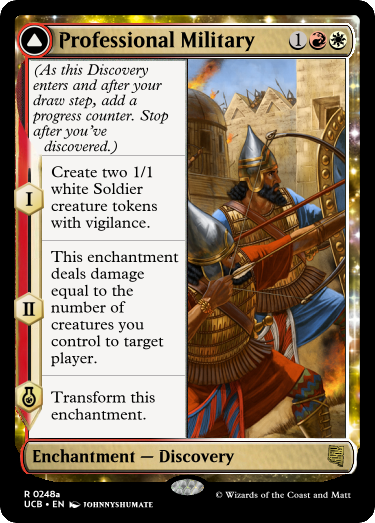 Professional Military 1
(As this Discovery
enters and after your
draw step, add a
progress counter. Stop
after you've
discovered.)
I
Create two 1/1
white Soldier
creature tokens
with vigilance.
II
This enchantment
deals damage
equal to the
number of
creatures you
control to target
player.
Transform this
enchantment.
Enchantment — Discovery
R 0248a
UCB • EN JOHNNYSHUMATE
© Wizards of the Coast and Matt